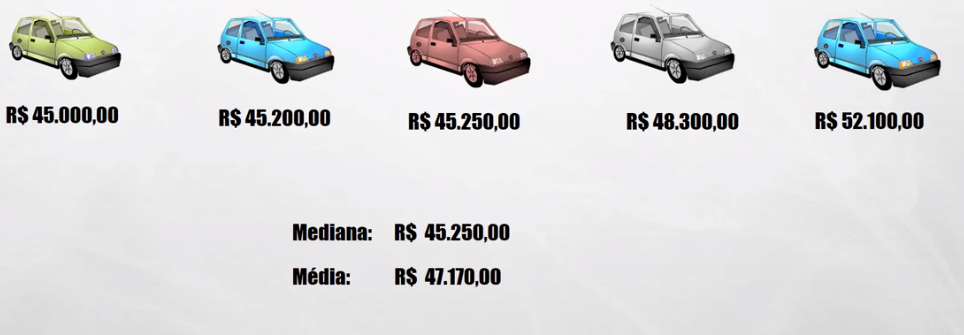 R$ 45.000,00
R$ 45.200,00
R$ 45.250,00
R$ 48.300,00
R$ 52.100,00
Mediana: R$ 45.250,00
Média: R$ 47.170,00